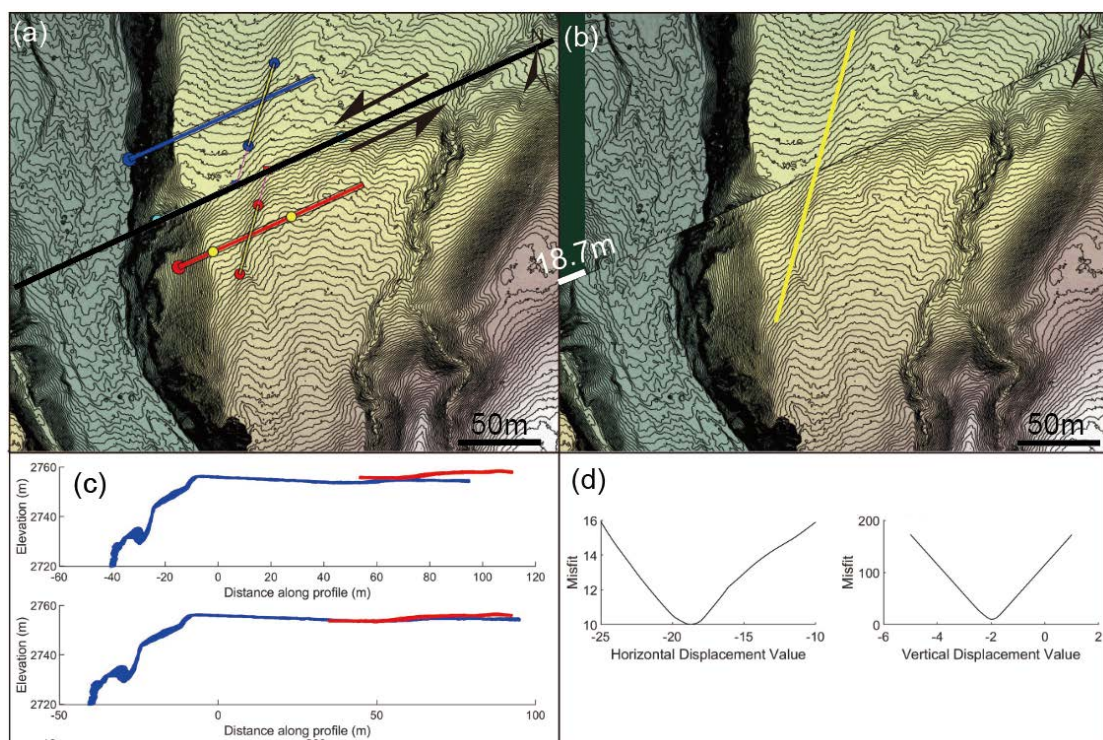 (a)
N
50m
(b)
N
18.7m
50m
(c)
2760
2740
2720
Elevation (m)
-60 -40 -20 0 20 40 60 80 100 120
Distance along profile (m)
2760
2740
2720
Elevation (m)
-50 0 50 100
Distance along profile (m)
(d)
16
14
12
10
Misfit
-25 -20 -15 -10
Horizontal Displacement Value
200
100
0
Misfit
-6 -4 -2 0 2
Vertical Displacement Value